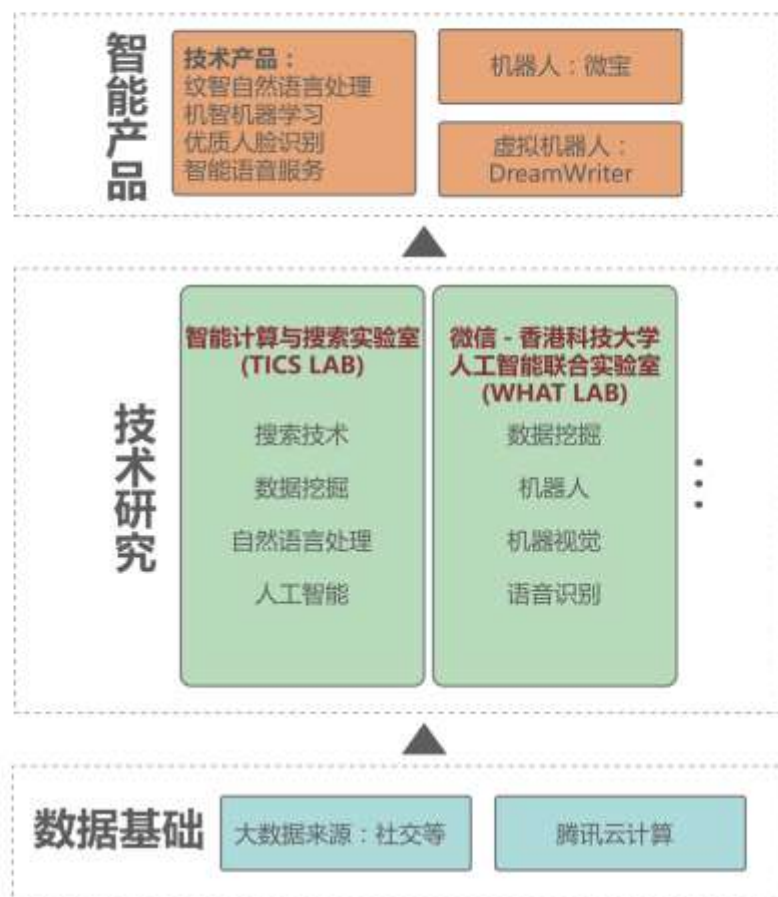 智能产品
技术产品：
纹智自然语言处理
机智机器学习
优质人脸识别
智能语音服务
机器人：微宝
虚拟机器人：
DreamWriter
技术研究
智能计算与搜索实验室
(TICS LAB)
搜索技术
数据挖掘
自然语言处理
人工智能
微信 - 香港科技大学
人工智能联合实验室
(WHAT LAB)
数据挖掘
机器人
机器视觉
语音识别
数据基础
大数据来源：社交等
腾讯云计算